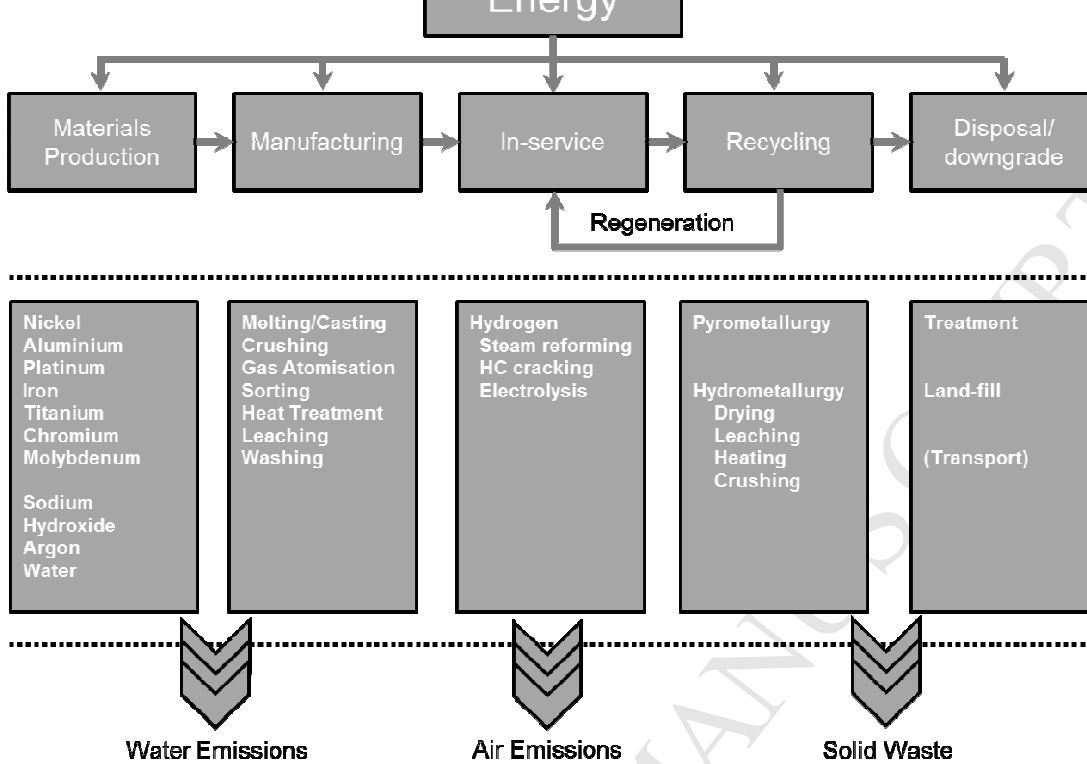 Energy
Materials
Production
Manufacturing
In-service
Recycling
Disposal/
downgrade
Regeneration
Nickel
Aluminium
Platinum
Iron
Titanium
Chromium
Molybdenum
Sodium
Hydroxide
Argon
Water
Melting/Casting
Crushing
Gas Atomisation
Sorting
Heat Treatment
Leaching
Washing
Hydrogen
Steam reforming
HC cracking
Electrolysis
Pyrometallurgy
Hydrometallurgy
Drying
Leaching
Heating
Crushing
Treatment
Land-fill
(Transport)
Water Emissions
Air Emissions
Solid Waste